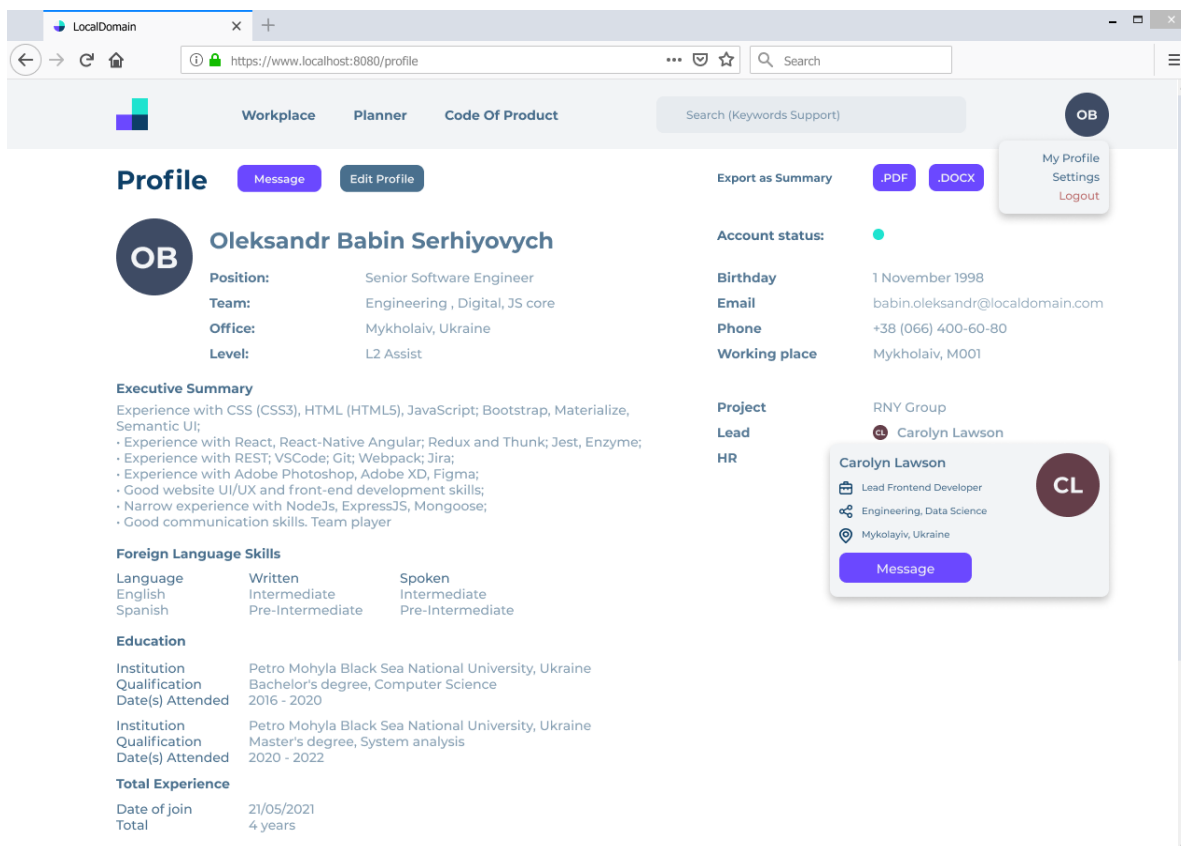 LocalDomain
https://www.localhost:8080/profile
Search
Workplace Planner Code Of Product
Search (Keywords Support)
OB
My Profile
Settings
Logout
Profile
Message
Edit Profile
Export as Summary
.PDF
.DOCX
OB
Oleksandr Babin Serhiyovych
Position: Senior Software Engineer
Team: Engineering , Digital, JS core
Office: Mykholaiv, Ukraine
Level: L2 Assist
Account status:
Birthday 1 November 1998
Email babin.oleksandr@localdomain.com
Phone +38 (066) 400-60-80
Working place Mykholaiv, M001
Executive Summary
Experience with CSS (CSS3), HTML (HTML5), JavaScript; Bootstrap, Materialize,
Semantic UI;
• Experience with React, React-Native Angular; Redux and Thunk; Jest, Enzyme;
• Experience with REST; VSCode; Git; Webpack; Jira;
• Experience with Adobe Photoshop, Adobe XD, Figma;
• Good website UI/UX and front-end development skills;
• Narrow experience with NodeJs, ExpressJS, Mongoose;
• Good communication skills. Team player
Project RNY Group
Lead CL Carolyn Lawson
HR
Carolyn Lawson
CL
Lead Frontend Developer
Engineering, Data Science
Mykolayiv, Ukraine
Message
Foreign Language Skills
Language Written Spoken
English Intermediate Intermediate
Spanish Pre-Intermediate Pre-Intermediate
Education
Institution Petro Mohyla Black Sea National University, Ukraine
Qualification Bachelor's degree, Computer Science
Date(s) Attended 2016 - 2020
Institution Petro Mohyla Black Sea National University, Ukraine
Qualification Master's degree, System analysis
Date(s) Attended 2020 - 2022
Total Experience
Date of join 21/05/2021
Total 4 years